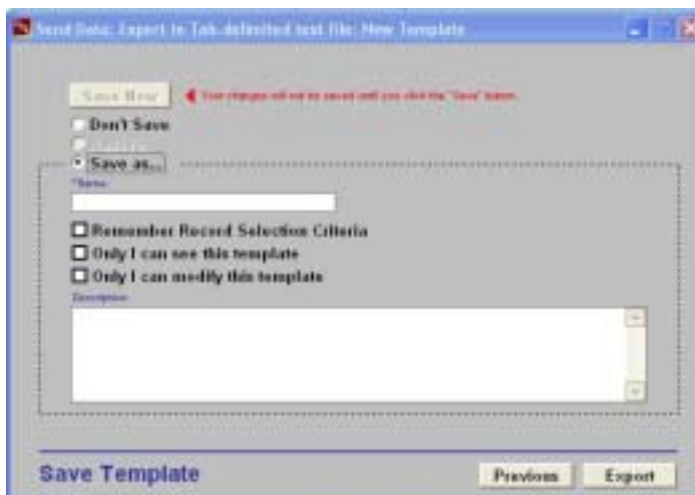 Send Data: Export to Tab-delimited text file: New Template
Save Now
Your changes will not be saved until you click the "Save" button.
Don't Save
Save as...
*Name:
Remember Record Selection Criteria
Only I can see this template
Only I can modify this template
Description:
Save Template
Previous
Export